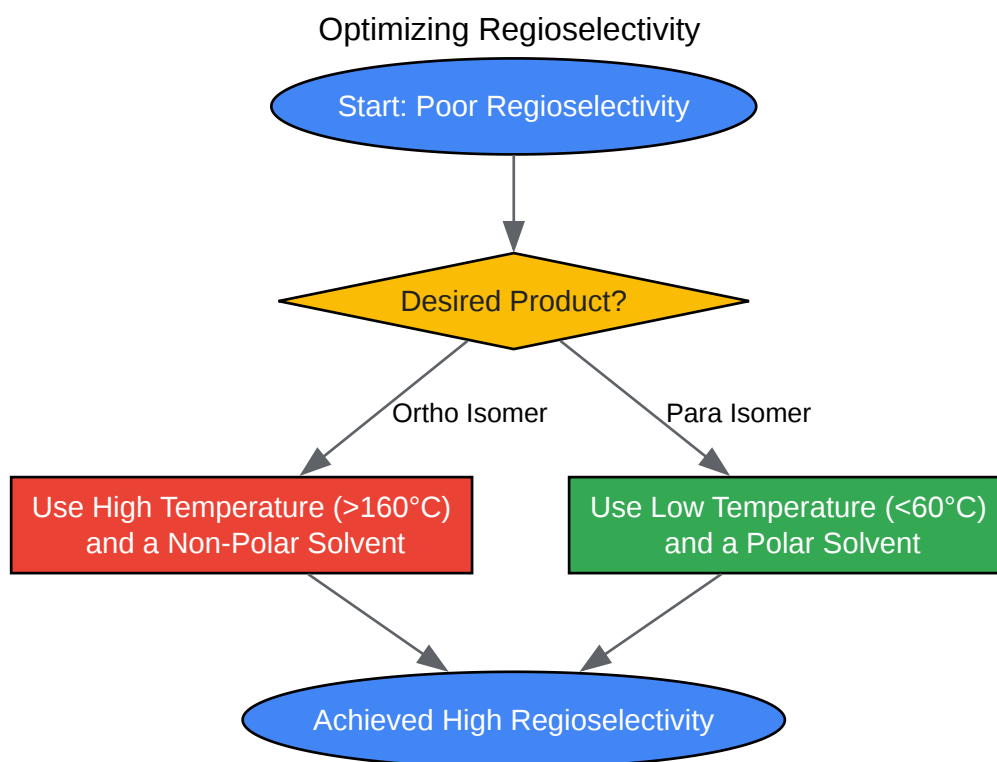 Optimizing Regioselectivity
Start: Poor Regioselectivity
Desired Product?
Ortho Isomer
Para Isomer
Use High Temperature (>160°C)
and a Non-Polar Solvent
Use Low Temperature (<60°C)
and a Polar Solvent
Achieved High Regioselectivity